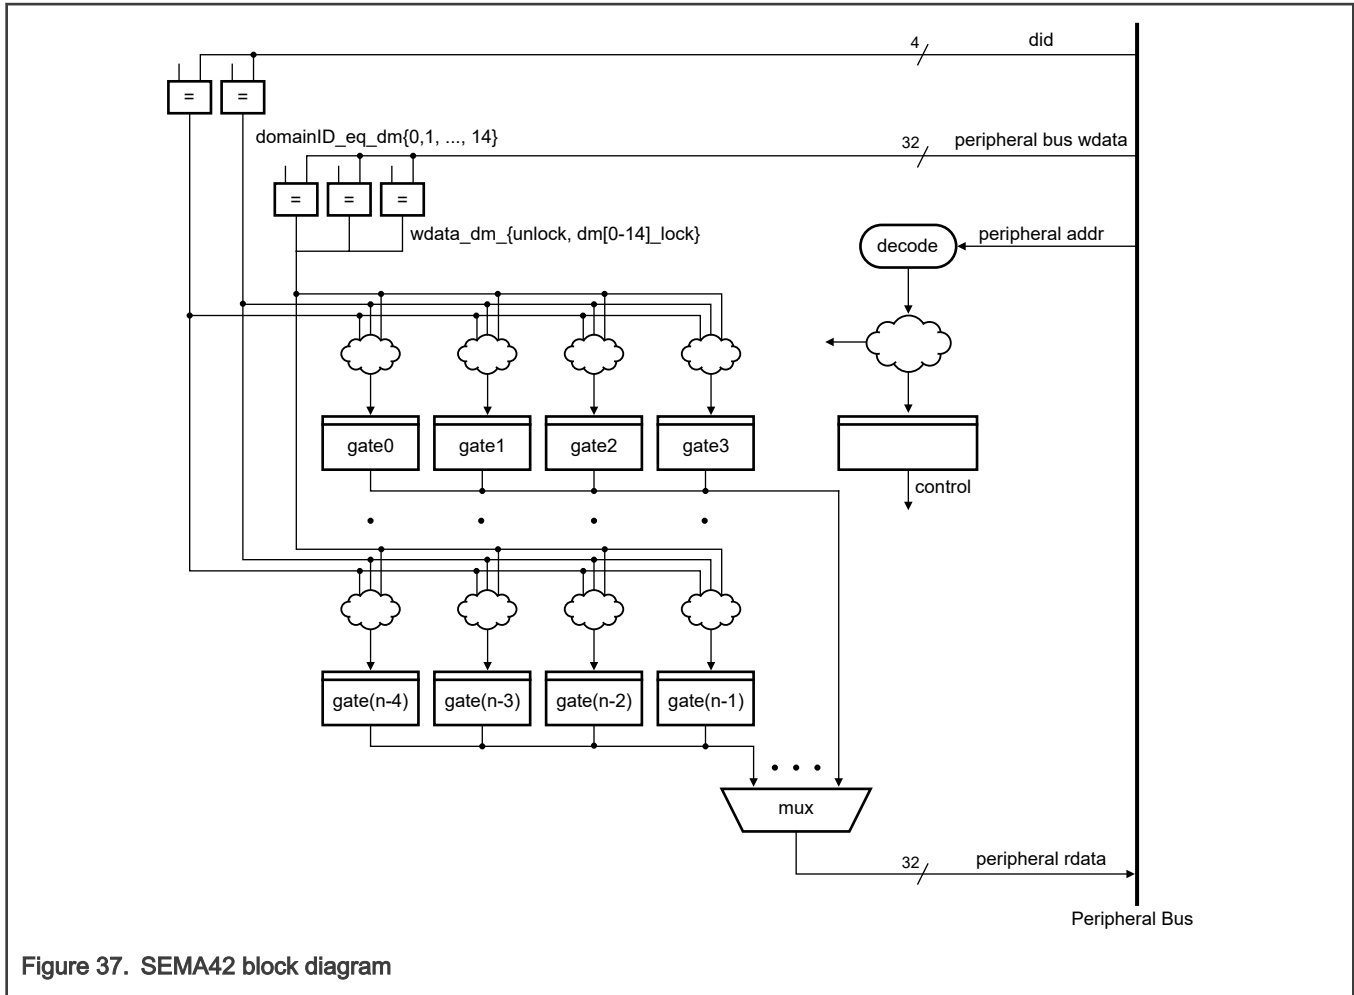 4 did
= =
domainID_eq_dm{0,1, ..., 14}
32 peripheral bus wdata
= = =
wdata_dm_{unlock, dm[0-14]_lock}
decode peripheral addr
gate0 gate1 gate2 gate3
control
gate(n-4) gate(n-3) gate(n-2) gate(n-1)
mux
32 peripheral rdata
Peripheral Bus
Figure 37. SEMA42 block diagram